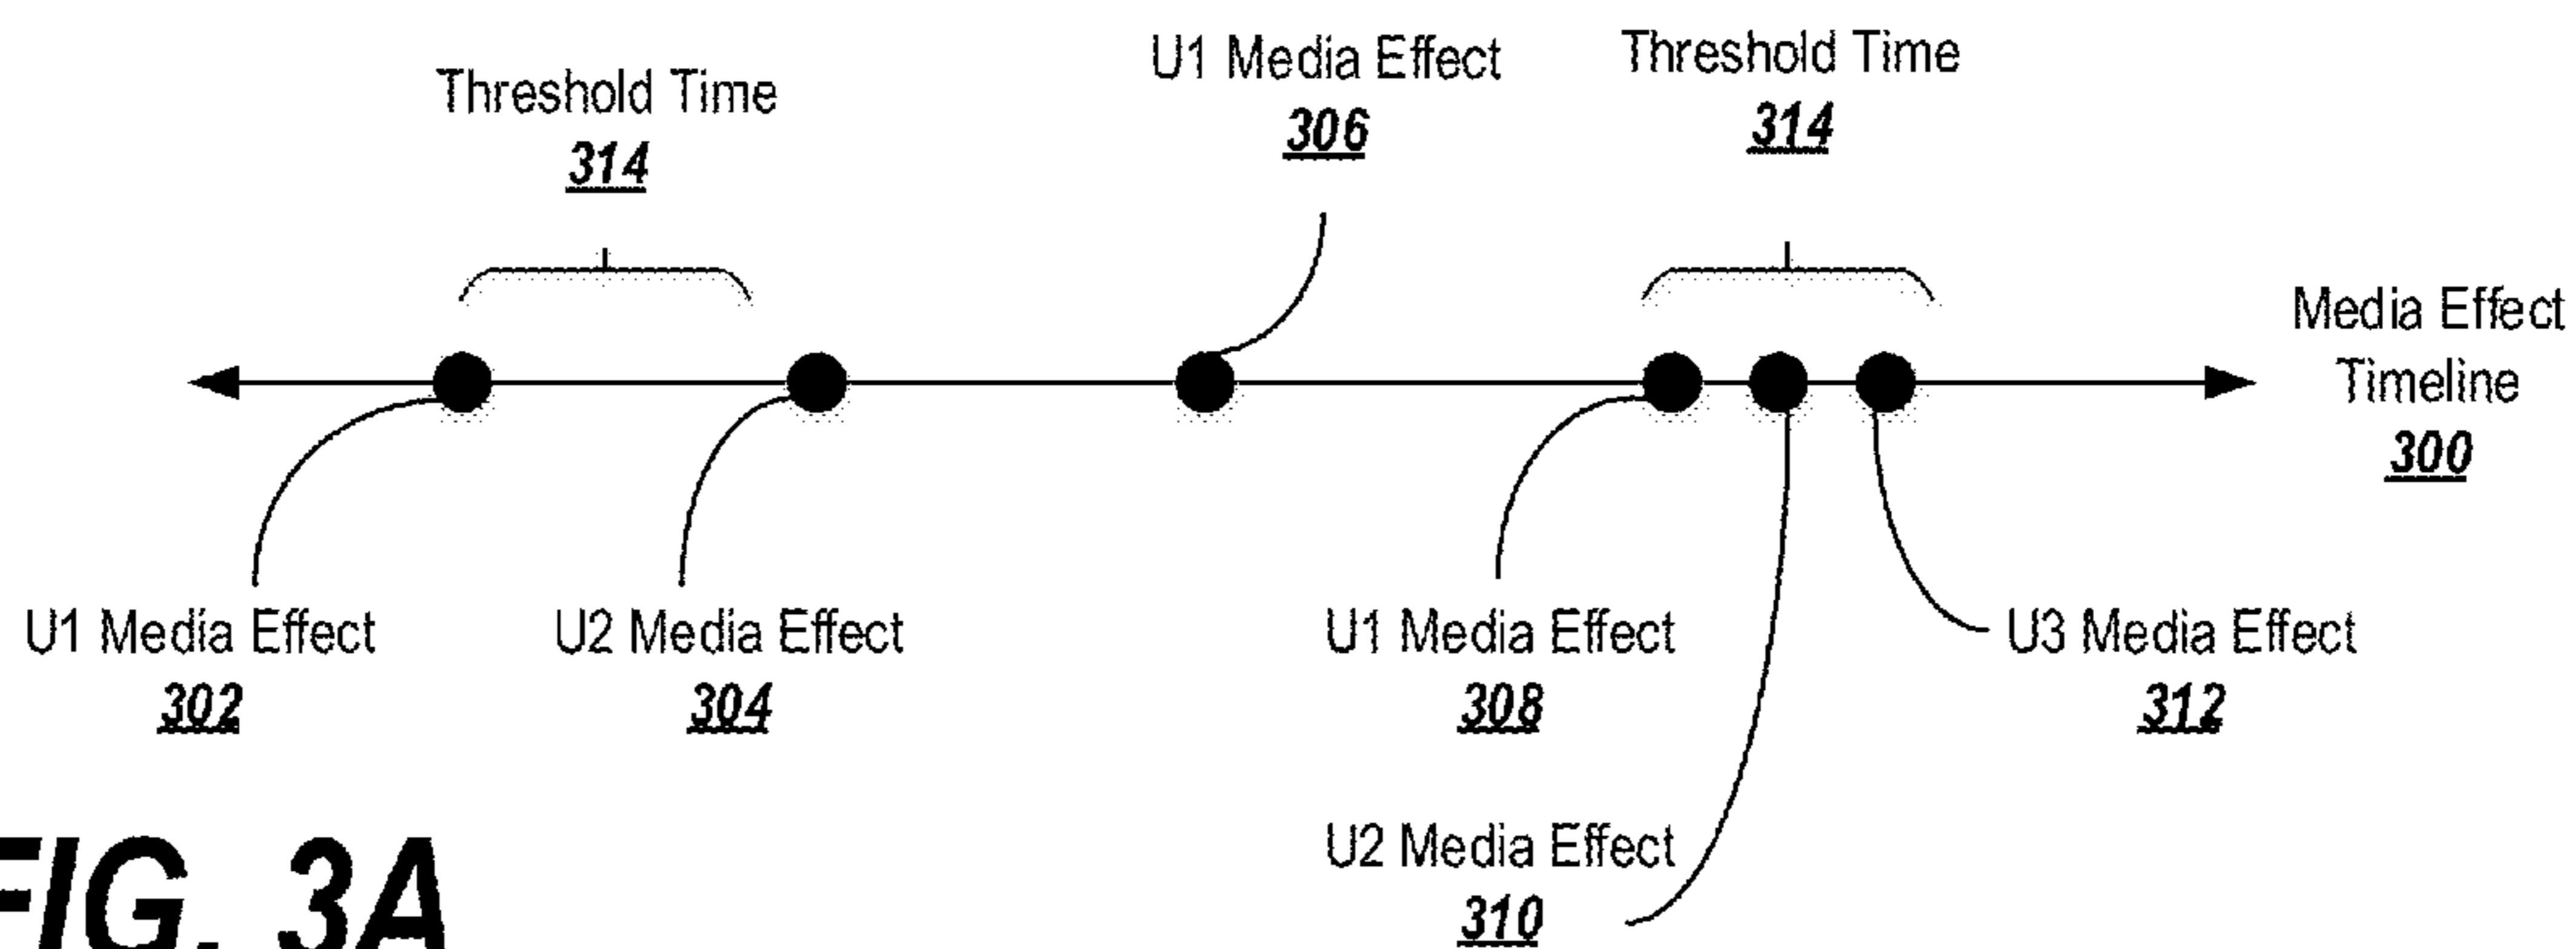 Threshold Time
314
U1 Media Effect
306
Threshold Time
314
Media Effect
Timeline
300
U1 Media Effect
302
U2 Media Effect
304
U1 Media Effect
308
U3 Media Effect
312
U2 Media Effect
310
FIG. 3A